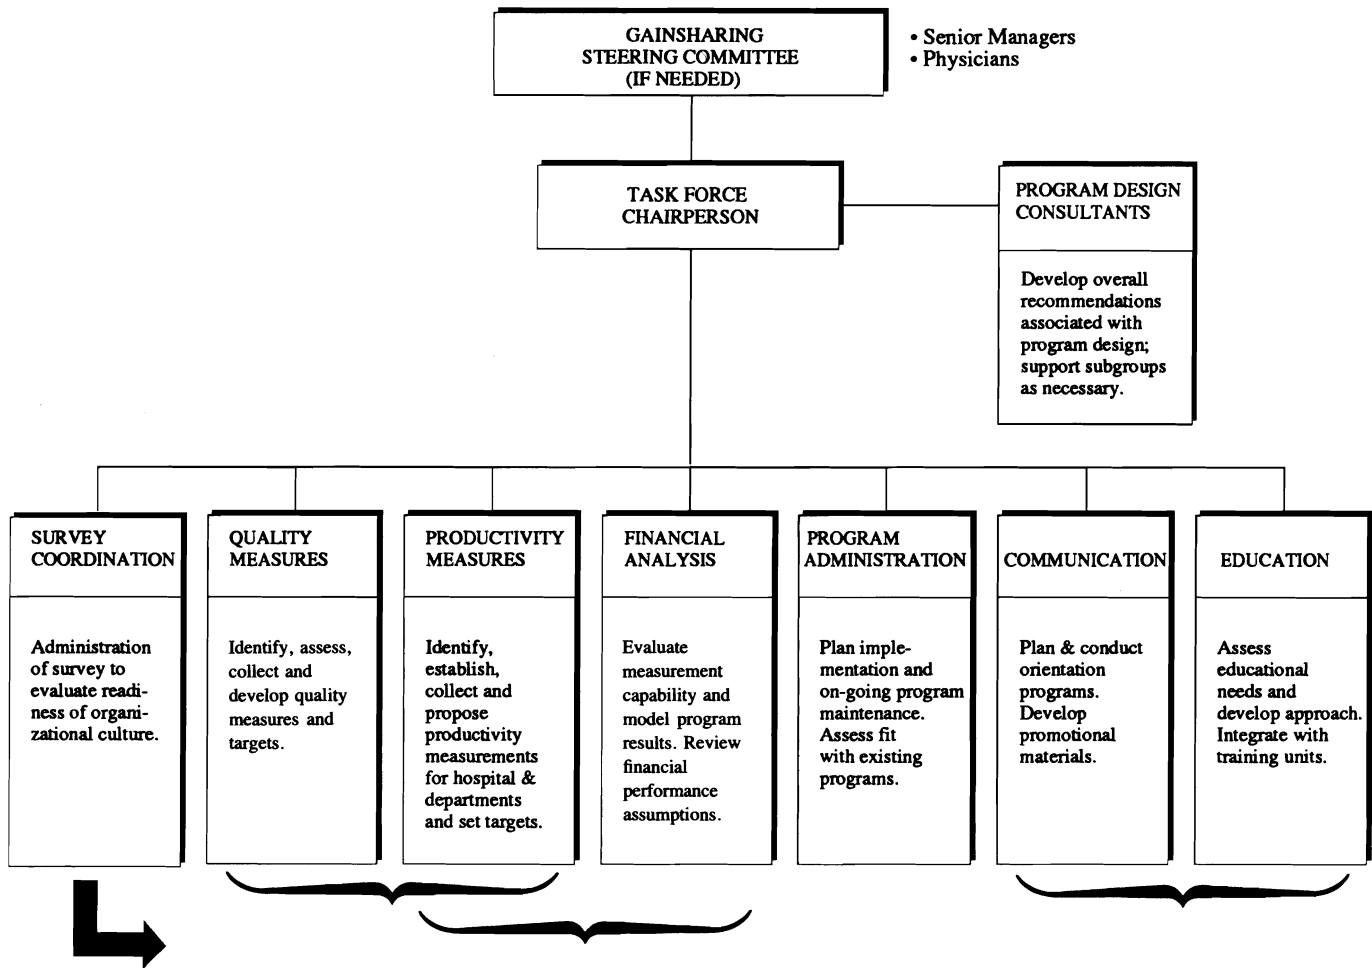 GAINSHARING
STEERING COMMITTEE
(IF NEEDED)
• Senior Managers
• Physicians
TASK FORCE
CHAIRPERSON
PROGRAM DESIGN
CONSULTANTS
Develop overall
recommendations
associated with
program design;
support subgroups
as necessary.
SURVEY
COORDINATION
Administration
of survey to
evaluate readi-
ness of organi-
zational culture.
QUALITY
MEASURES
Identify, assess,
collect and
develop quality
measures and
targets.
PRODUCTIVITY
MEASURES
Identify,
establish,
collect and
propose
productivity
measurements
for hospital &
departments
and set targets.
FINANCIAL
ANALYSIS
Evaluate
measurement
capability and
model program
results. Review
financial
performance
assumptions.
PROGRAM
ADMINISTRATION
Plan imple-
mentation and
on-going program
maintenance.
Assess fit
with existing
programs.
COMMUNICATION
Plan & conduct
orientation
programs.
Develop
promotional
materials.
EDUCATION
Assess
educational
needs and
develop approach.
Integrate with
training units.